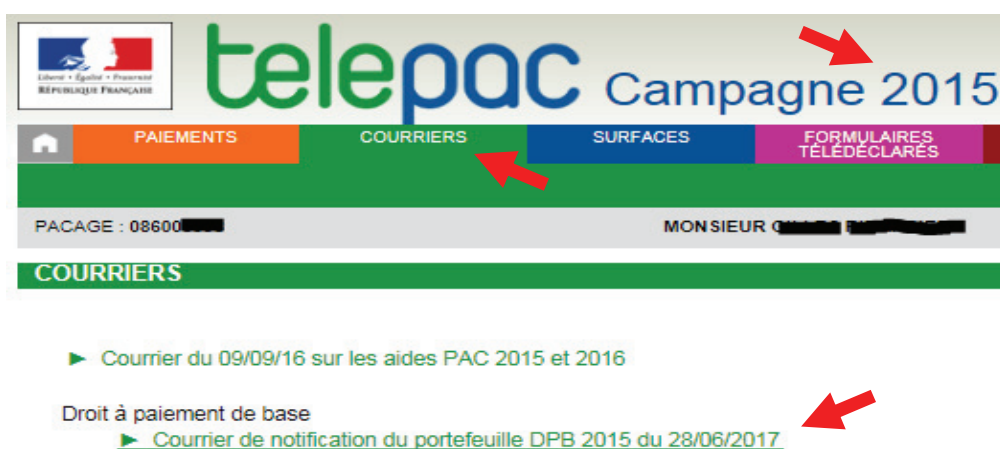 Liberté • Égalité • Fraternité
RÉPUBLIQUE FRANÇAISE
telepac Campagne 2015
PAIEMENTS COURRIERS SURFACES FORMULAIRES TÉLÉDÉCLARÉS
PACAGE : 08600 MONSIEUR
COURRIERS
► Courrier du 09/09/16 sur les aides PAC 2015 et 2016
Droit à paiement de base
► Courrier de notification du portefeuille DPB 2015 du 28/06/2017